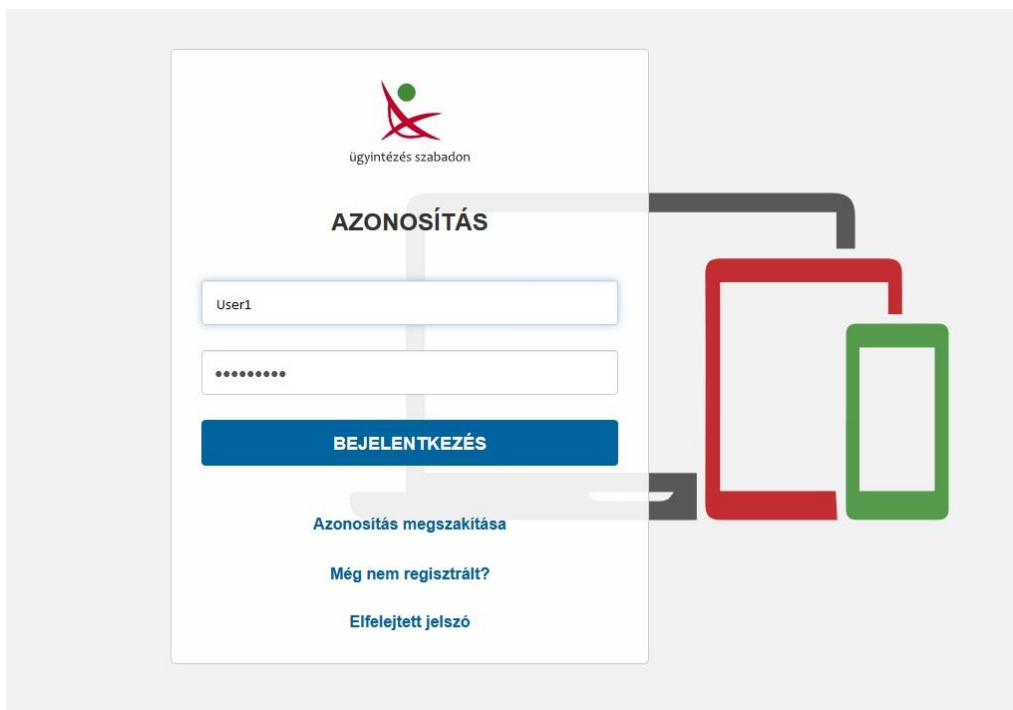 ügyintézés szabadon
AZONOSÍTÁS
User1
•••••••••
BEJELENTKEZÉS
Azonosítás megszakítása
Még nem regisztrált?
Elfelejtett jelszó